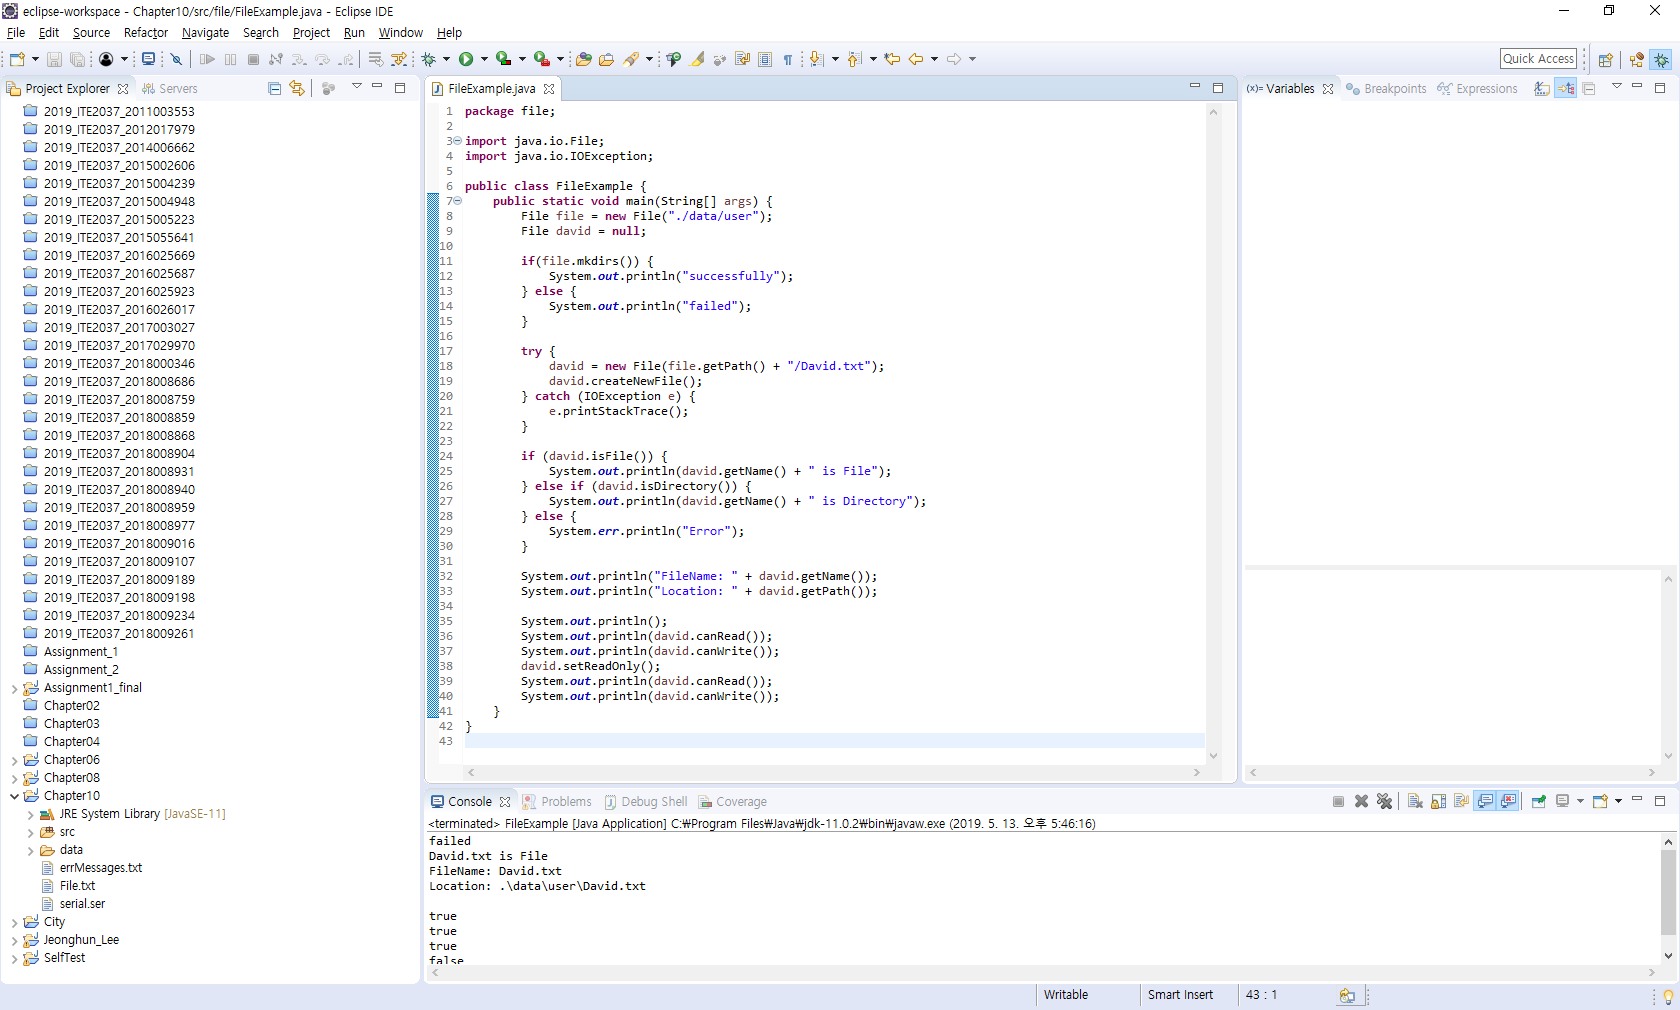 eclipse-workspace - Chapter10/src/file/FileExample.java - Eclipse IDE
File Edit Source Refactor Navigate Search Project Run Window Help
Quick Access
Project Explorer
Servers
2019_ITE2037_2011003553
2019_ITE2037_2012017979
2019_ITE2037_2014006662
2019_ITE2037_2015002606
2019_ITE2037_2015004239
2019_ITE2037_2015004948
2019_ITE2037_2015005223
2019_ITE2037_2015055641
2019_ITE2037_2016025669
2019_ITE2037_2016025687
2019_ITE2037_2016025923
2019_ITE2037_2016026017
2019_ITE2037_2017003027
2019_ITE2037_2017029970
2019_ITE2037_2018000346
2019_ITE2037_2018008686
2019_ITE2037_2018008759
2019_ITE2037_2018008859
2019_ITE2037_2018008868
2019_ITE2037_2018008904
2019_ITE2037_2018008931
2019_ITE2037_2018008940
2019_ITE2037_2018008959
2019_ITE2037_2018008977
2019_ITE2037_2018009016
2019_ITE2037_2018009107
2019_ITE2037_2018009189
2019_ITE2037_2018009198
2019_ITE2037_2018009234
2019_ITE2037_2018009261
Assignment_1
Assignment_2
Assignment1_final
Chapter02
Chapter03
Chapter04
Chapter06
Chapter08
Chapter10
JRE System Library [JavaSE-11]
src
data
errMessages.txt
File.txt
serial.ser
City
Jeonghun_Lee
SelfTest
FileExample.java
1 package file;
2
3 import java.io.File;
4 import java.io.IOException;
5
6 public class FileExample {
7     public static void main(String[] args) {
8         File file = new File("./data/user");
9         File david = null;
10
11         if(file.mkdirs()) {
12             System.out.println("successfully");
13         } else {
14             System.out.println("failed");
15         }
16
17         try {
18             david = new File(file.getPath() + "/David.txt");
19             david.createNewFile();
20         } catch (IOException e) {
21             e.printStackTrace();
22         }
23
24         if (david.isFile()) {
25             System.out.println(david.getName() + " is File");
26         } else if (david.isDirectory()) {
27             System.out.println(david.getName() + " is Directory");
28         } else {
29             System.err.println("Error");
30         }
31
32         System.out.println("FileName: " + david.getName());
33         System.out.println("Location: " + david.getPath());
34
35         System.out.println();
36         System.out.println(david.canRead());
37         System.out.println(david.canWrite());
38         david.setReadOnly();
39         System.out.println(david.canRead());
40         System.out.println(david.canWrite());
41     }
42 }
43
(x)= Variables
Breakpoints
Expressions
Console
Problems
Debug Shell
Coverage
<terminated> FileExample [Java Application] C:₩Program Files₩Java₩jdk-11.0.2₩bin₩javaw.exe (2019. 5. 13. 오후 5:46:16)
failed
David.txt is File
FileName: David.txt
Location: .\data\user\David.txt

true
true
true
false
Writable
Smart Insert
43 : 1